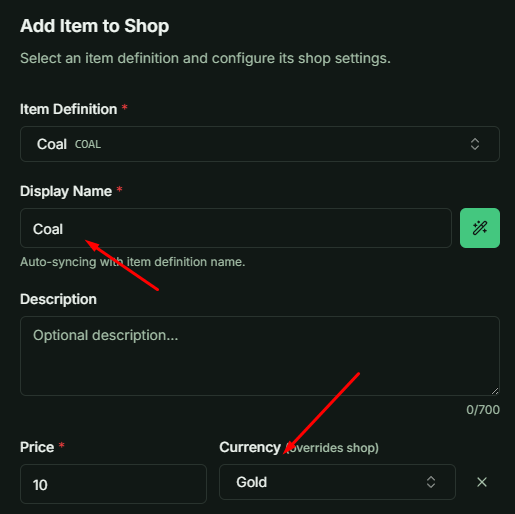 Add Item to Shop
Select an item definition and configure its shop settings.
Item Definition *
Coal COAL
Display Name *
Coal
Auto-syncing with item definition name.
Description
Optional description...
0/700
Price * Currency (overrides shop)
10 Gold